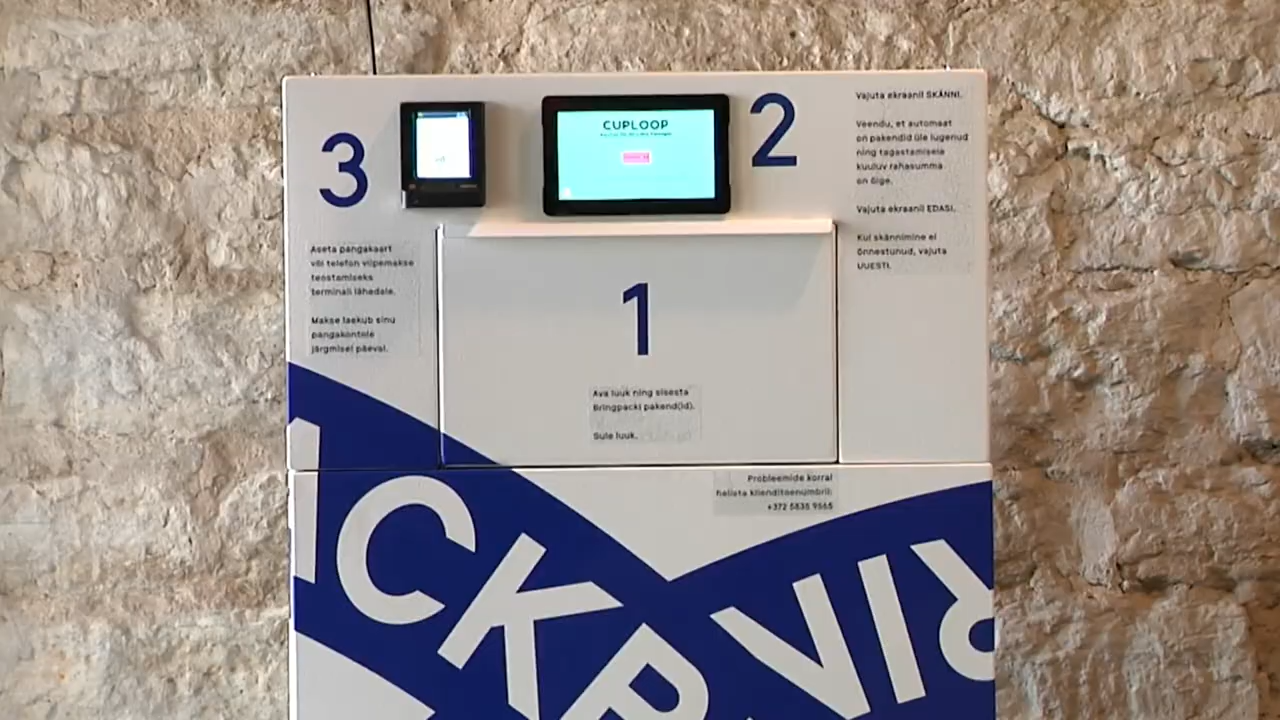 3
CUPLOOP
2
Vajuta ekraanil SKÄNNI.
Veendu, et automaat
on pakendid üle lugenud
ning tagastamisele
kuuluv rahasumma
on õige.
Vajuta ekraanil EDASI.
Kui skännimine ei
õnnestunud, vajuta
UUESTI.
Aseta pangakaart
või telefon viipemakse
teostamiseks
terminali lähedale.
Makse laekub sinu
pangakontole
järgmisel päeval.
1
Ava luuk ning sisesta
Bringpacki pakend(id).
Sule luuk.
Probleemide korral
helista klienditoenumbril:
+372 5835 9565
CKP
VIR